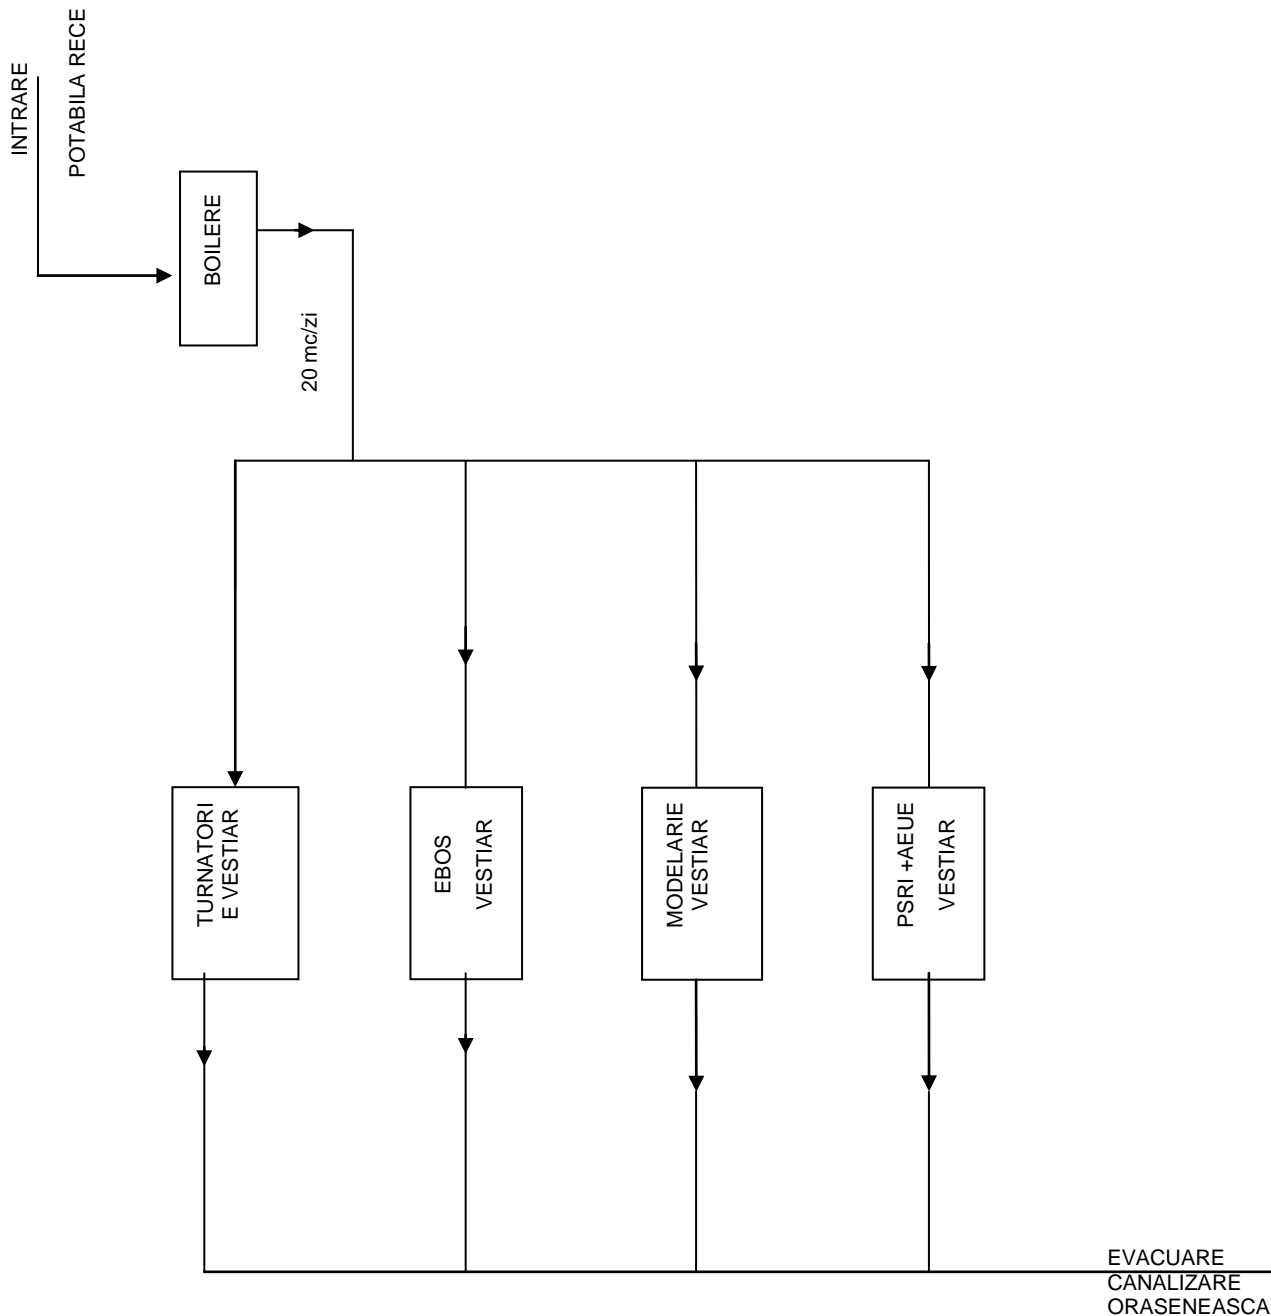 INTRARE
POTABILA RECE
BOILERE
20 mc/zi
TURNATORI
E VESTIAR
EBOS
VESTIAR
MODELARIE
VESTIAR
PSRI +AEUE
VESTIAR
EVACUARE
CANALIZARE
ORASENEASCA